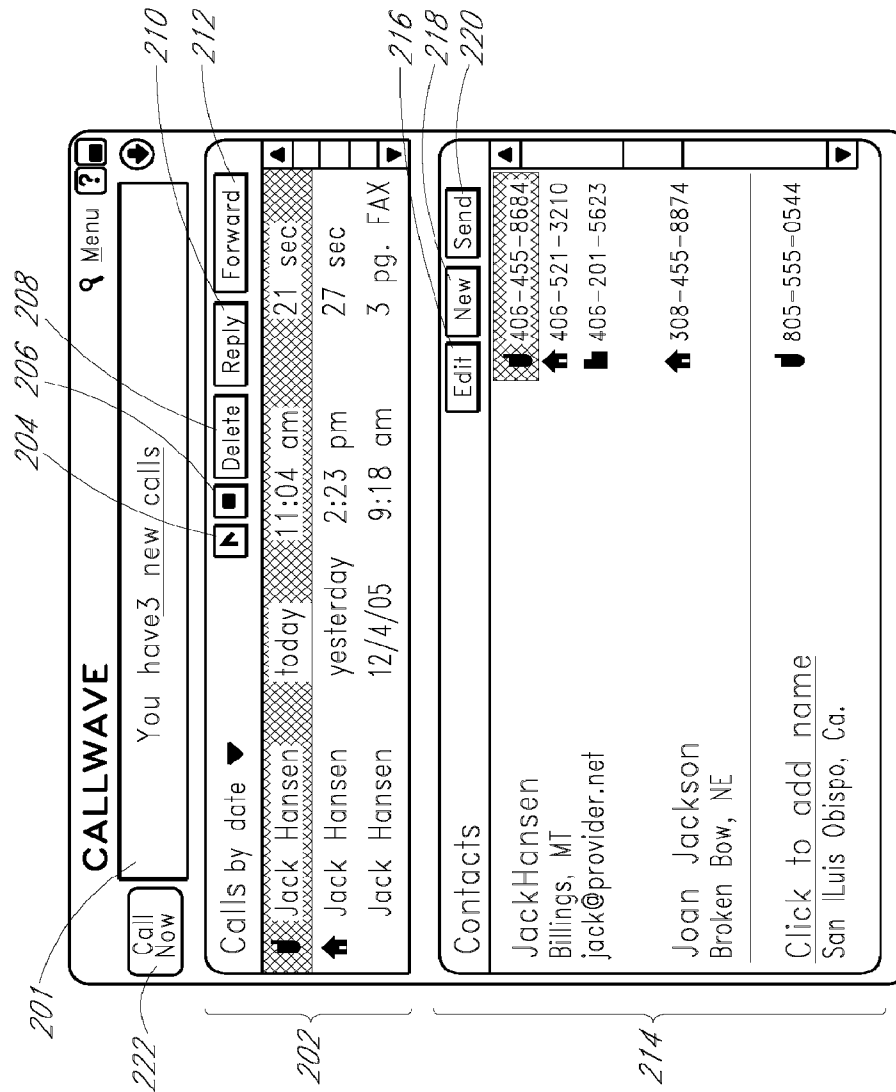 204 206 208 210 212 216 218 220
CALLWAVE
? Menu
201
222
Call
Now
You have3 new calls
202
Calls by date
Delete Reply Forward
Jack Hansen today 11:04 am 21 sec
Jack Hansen yesterday 2:23 pm 27 sec
Jack Hansen 12/4/05 9:18 am 3 pg. FAX
214
Contacts
Edit New Send
JackHansen 406-455-8684
Billings, MT 406-521-3210
jack@provider.net 406-201-5623
Joan Jackson 308-455-8874
Broken Bow, NE
Click to add name 805-555-0544
San lLuis Obispo, Ca.